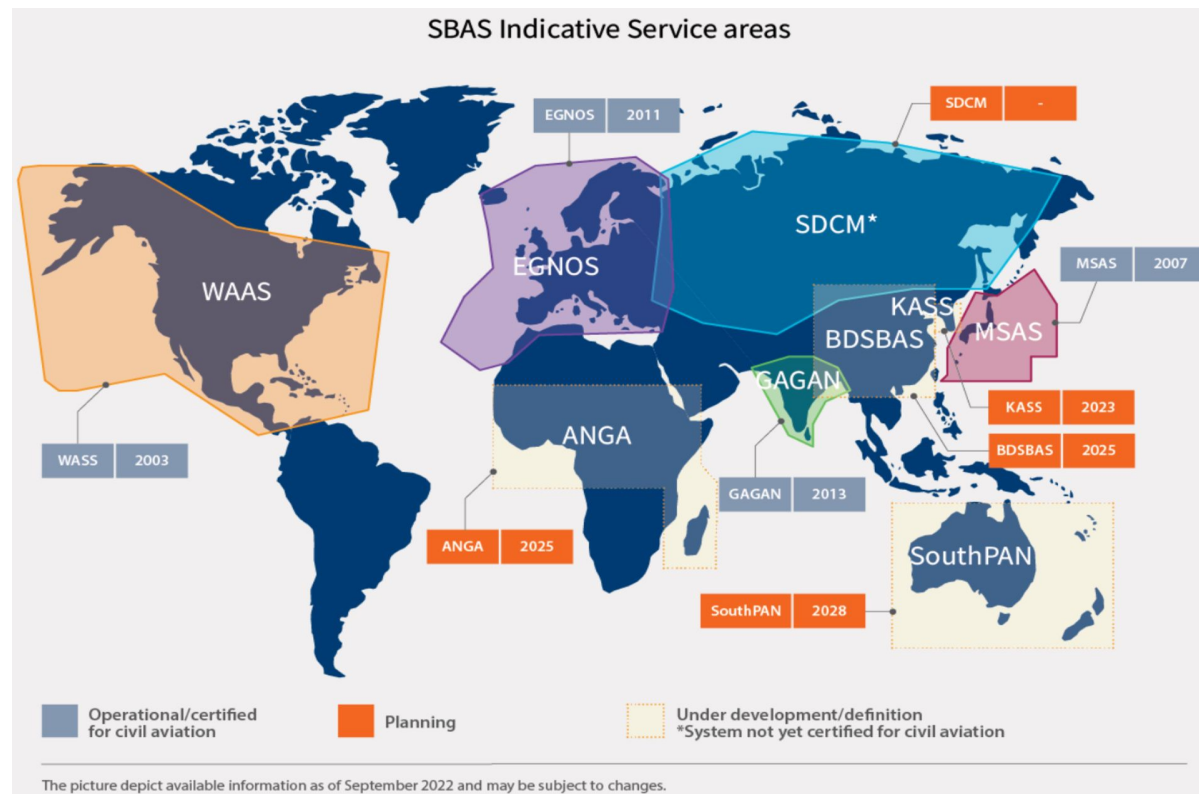 SBAS Indicative Service areas
SDCM -
EGNOS 2011
SDCM*
MSAS 2007
EGNOS
WAAS
KASS
MSAS
BDSBAS
GAGAN
KASS 2023
ANGA
BDSBAS 2025
WASS 2003
GAGAN 2013
ANGA 2025
SouthPAN
SouthPAN 2028
Operational/certified
for civil aviation
Planning
Under development/definition
*System not yet certified for civil aviation
The picture depict available information as of September 2022 and may be subject to changes.